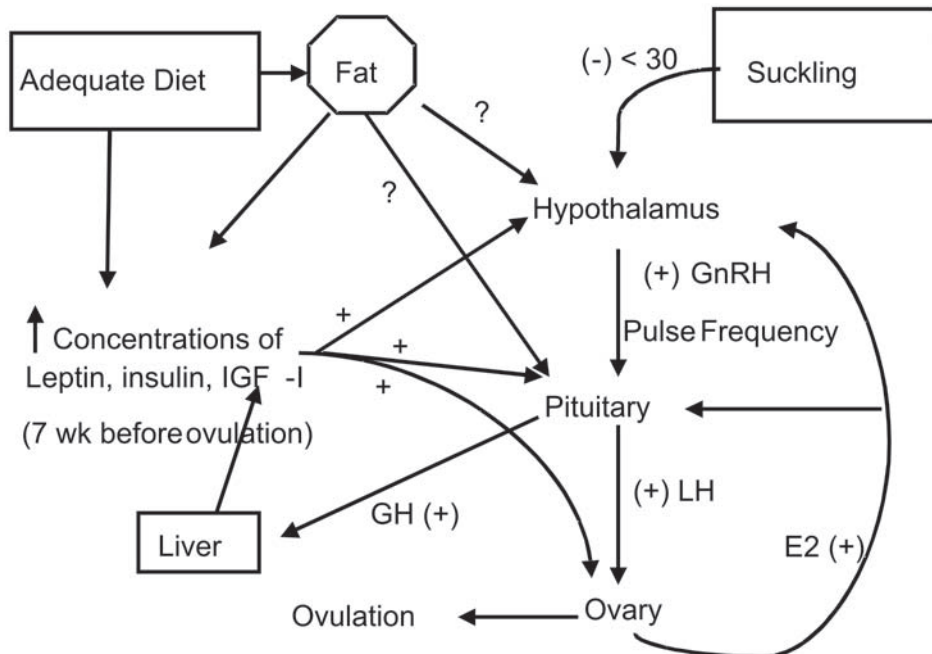 Adequate Diet
Fat
(-) < 30
Suckling
?
?
Hypothalamus
(+) GnRH
Pulse Frequency
+
+
+
Concentrations of
Leptin, insulin, IGF -I
(7 wk before ovulation)
Pituitary
GH (+)
(+) LH
Liver
E2 (+)
Ovulation
Ovary